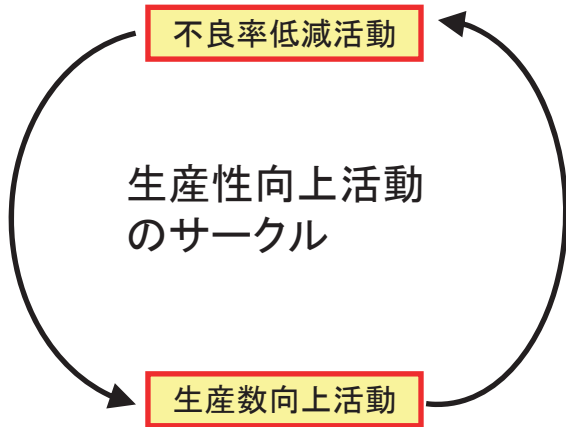 不良率低減活動
生産性向上活動
のサークル
生産数向上活動